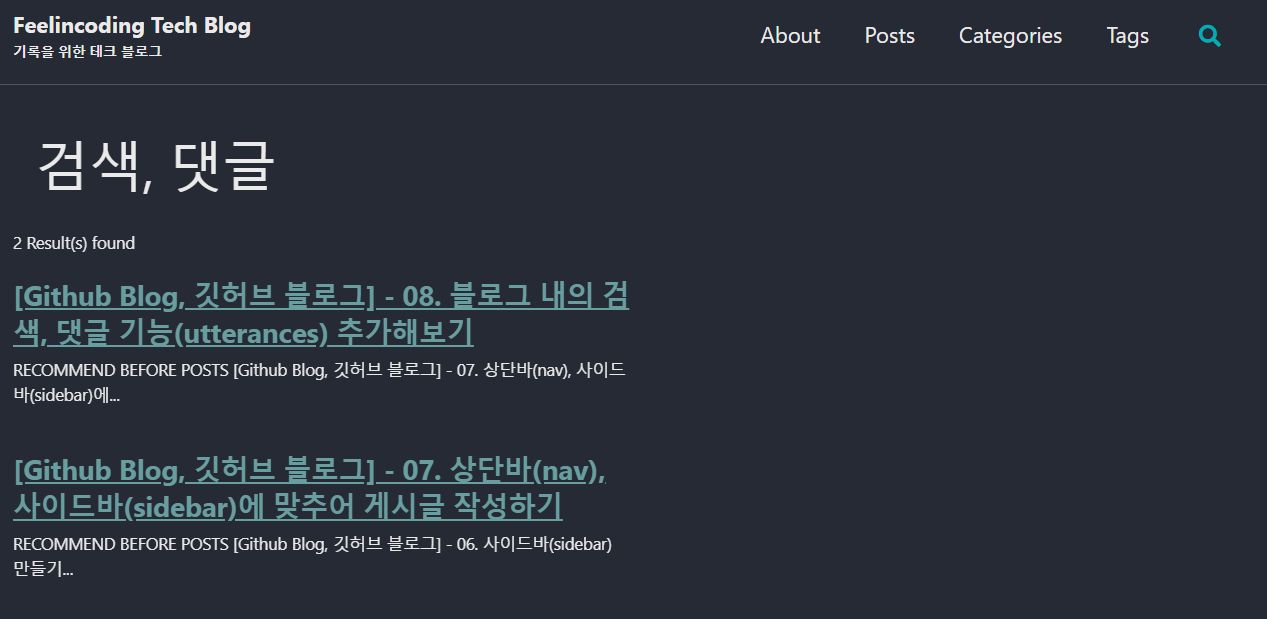 Feelincoding Tech Blog
기록을 위한 테크 블로그
About Posts Categories Tags
검색, 댓글
2 Result(s) found
[Github Blog, 깃허브 블로그] - 08. 블로그 내의 검
색, 댓글 기능(utterances) 추가해보기
RECOMMEND BEFORE POSTS [Github Blog, 깃허브 블로그] - 07. 상단바(nav), 사이드
바(sidebar)에...
[Github Blog, 깃허브 블로그] - 07. 상단바(nav),
사이드바(sidebar)에 맞추어 게시글 작성하기
RECOMMEND BEFORE POSTS [Github Blog, 깃허브 블로그] - 06. 사이드바(sidebar)
만들기...